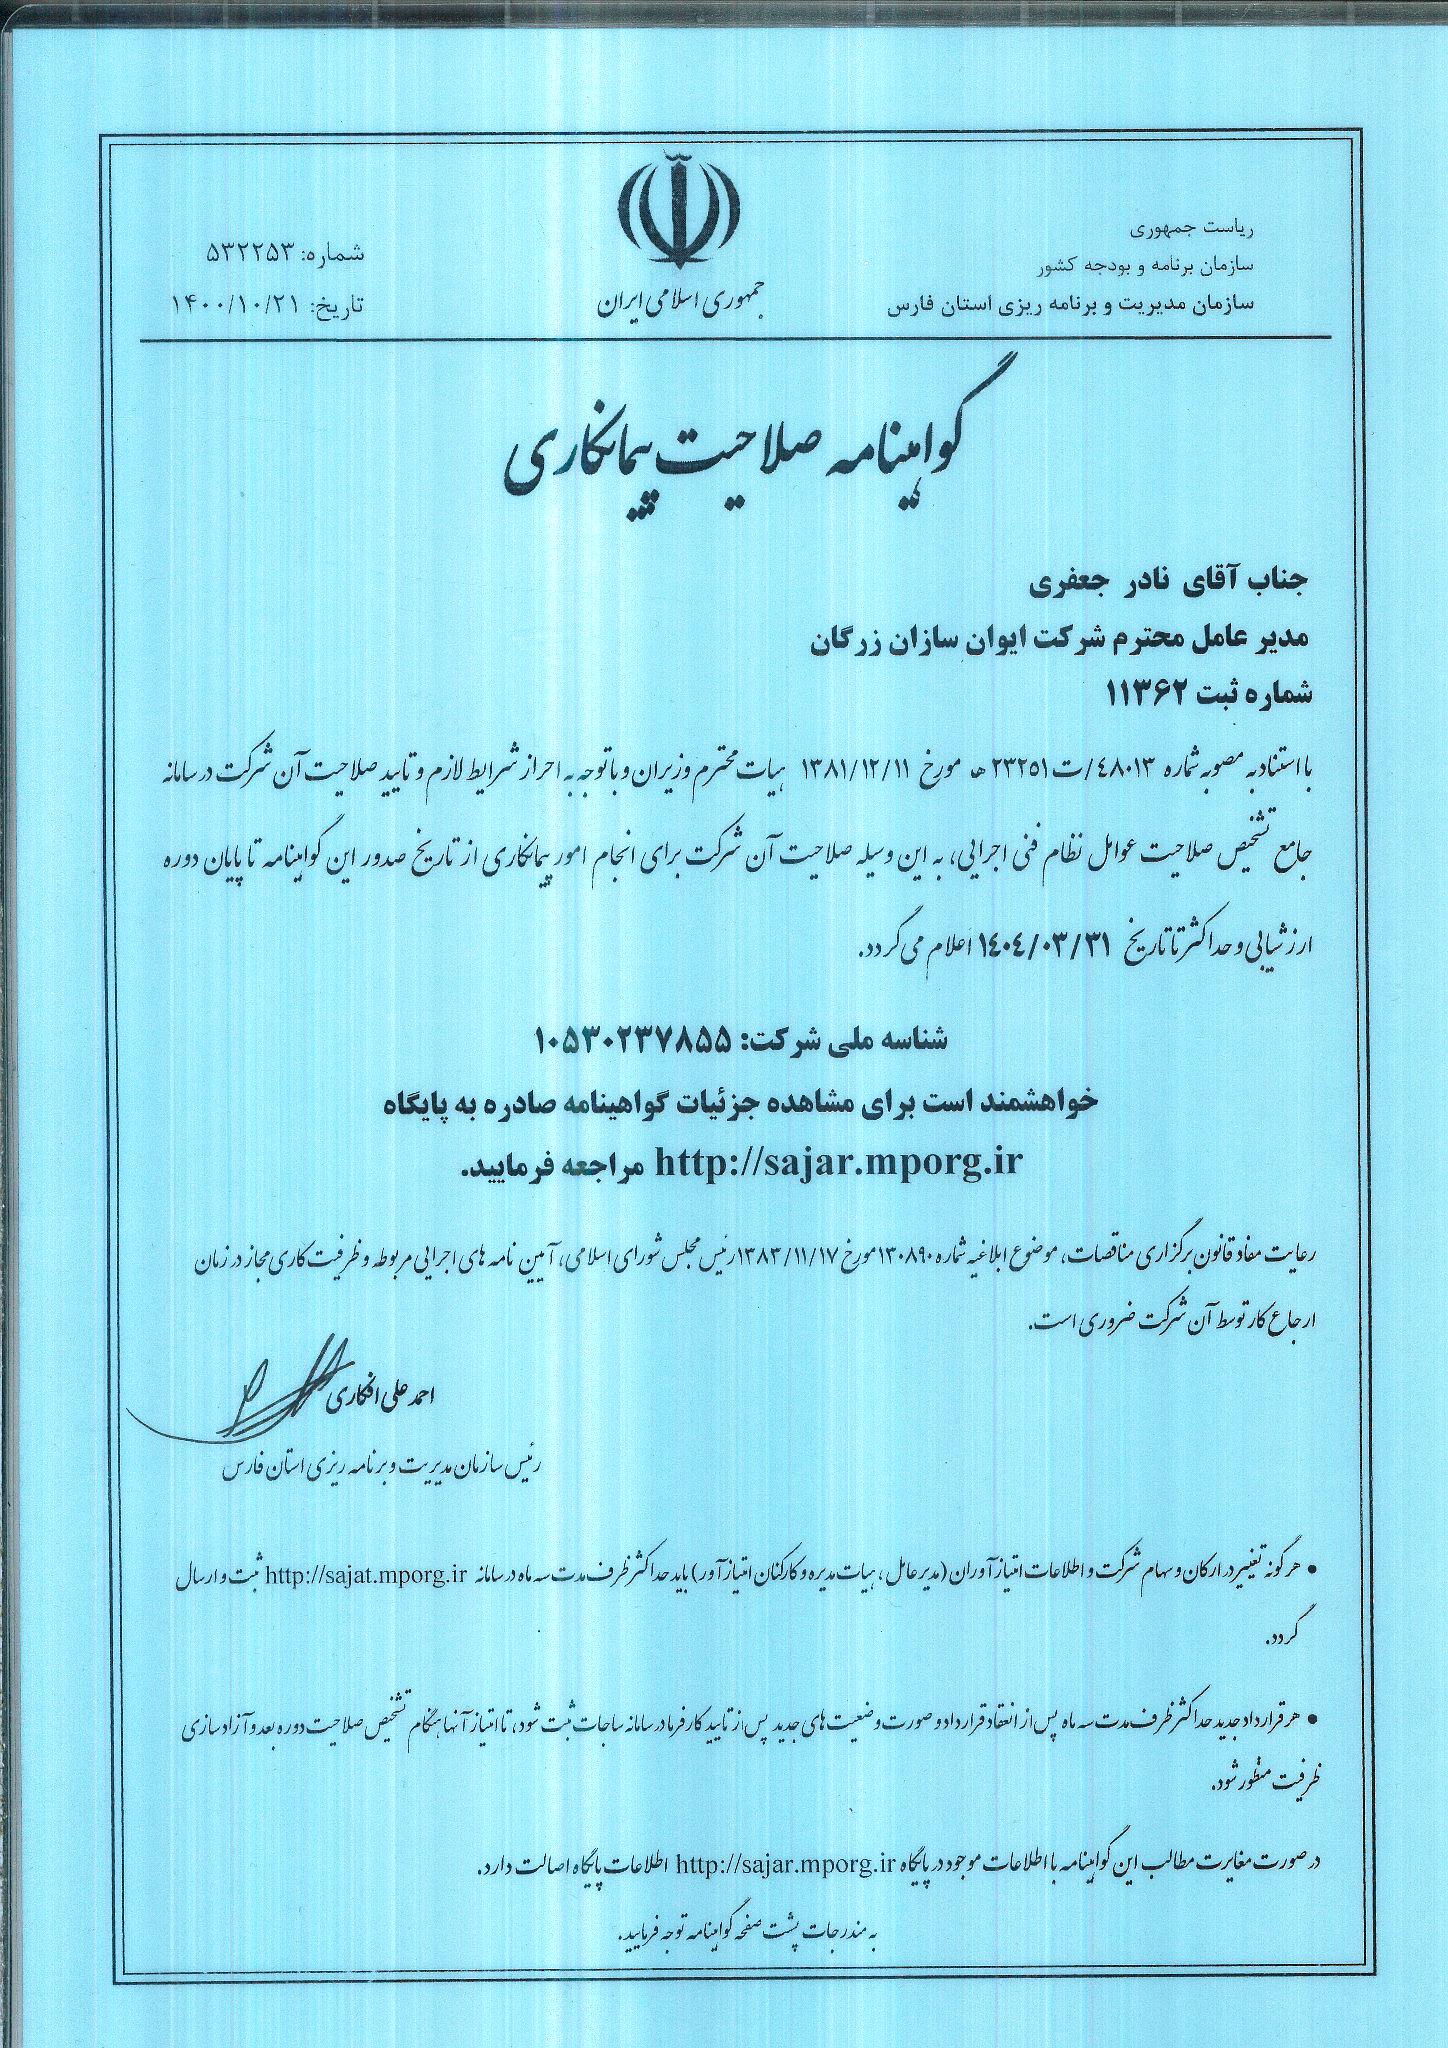 ریاست جمهوری
سازمان برنامه و بودجه کشور
سازمان مدیریت و برنامه ریزی استان فارس
جمهوری اسلامی ایران
شماره: ۵۳۲۲۵۳
تاریخ: ۱۴۰۰/۱۰/۲۱
گواهینامه صلاحیت پیمانکاری
جناب آقای نادر جعفری
مدیر عامل محترم شرکت ایوان سازان زرگان
شماره ثبت ۱۱۳۶۲
با استناد به مصوبه شماره ۴۸۰۱۳/ت۲۳۲۵۱ ه مورخ ۱۳۸۱/۱۲/۱۱ هیات محترم وزیران و با توجه به احراز شرایط لازم و تایید صلاحیت آن شرکت در سامانه
جامع تشخیص صلاحیت عوامل نظام فنی اجرایی، به این وسیله صلاحیت آن شرکت برای انجام امور پیمانکاری از تاریخ صدور این گواهینامه تا پایان دوره
ارزشیابی و حداکثر تا تاریخ ۱۴۰۴/۰۳/۳۱ اعلام می گردد.
شناسه ملی شرکت: ۱۰۵۳۰۲۳۷۸۵۵
خواهشمند است برای مشاهده جزئیات گواهینامه صادره به پایگاه
http://sajar.mporg.ir مراجعه فرمایید.
رعایت مفاد قانون برگزاری مناقصات، موضوع ابلاغیه شماره ۱۳۰۸۹۰ مورخ ۱۳۸۳/۱۱/۱۷ رئیس مجلس شورای اسلامی، آیین نامه های اجرایی مربوطه و ظرفیت کاری مجاز در زمان
ارجاع کار توسط آن شرکت ضروری است.
احمد علی افکاری
رئیس سازمان مدیریت و برنامه ریزی استان فارس
• هرگونه تغییر در ارکان و سهام شرکت و اطلاعات امتیازآوران (مدیر عامل، هیات مدیره و کارکنان امتیازآور) باید حداکثر ظرف مدت سه ماه در سامانه http://sajat.mporg.ir ثبت و ارسال
گردد.
• هر قرارداد جدید حداکثر ظرف مدت سه ماه پس از انعقاد قرارداد و صورت وضعیت های جدید پس از تایید کارفرما در سامانه ساجات ثبت شود، تا امتیاز آنها هنگام تشخیص صلاحیت دوره بعد و آزادسازی
ظرفیت منظور شود.
در صورت مغایرت مطالب این گواهینامه با اطلاعات موجود در پایگاه http://sajar.mporg.ir اطلاعات پایگاه اصالت دارد.
به مندرجات پشت صفحه گواهینامه توجه فرمایید.